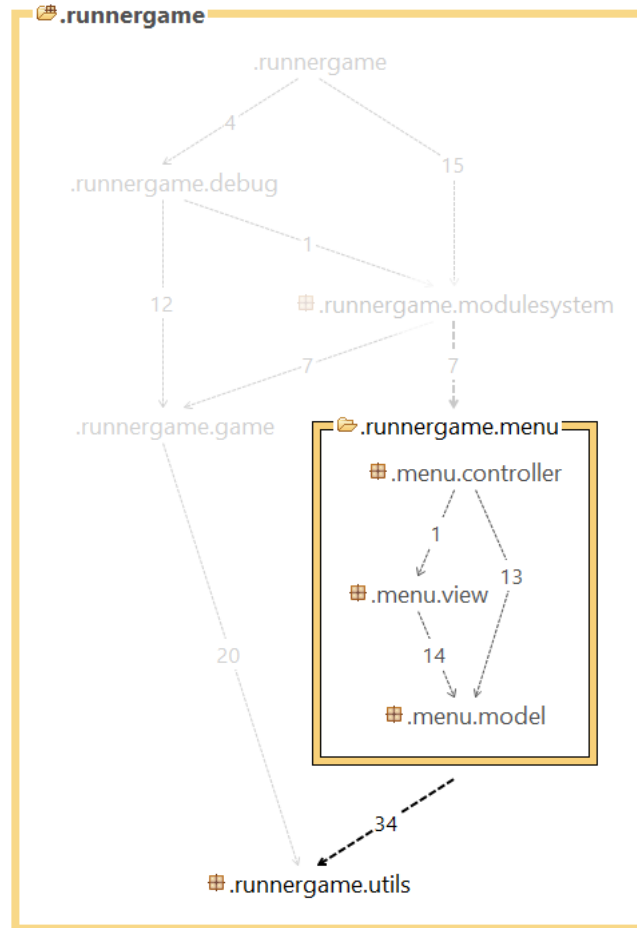 .runnergame
.runnergame
4
15
.runnergame.debug
1
12
.runnergame.modulesystem
7
7
.runnergame.game
.runnergame.menu
.menu.controller
1
13
.menu.view
14
20
.menu.model
34
.runnergame.utils